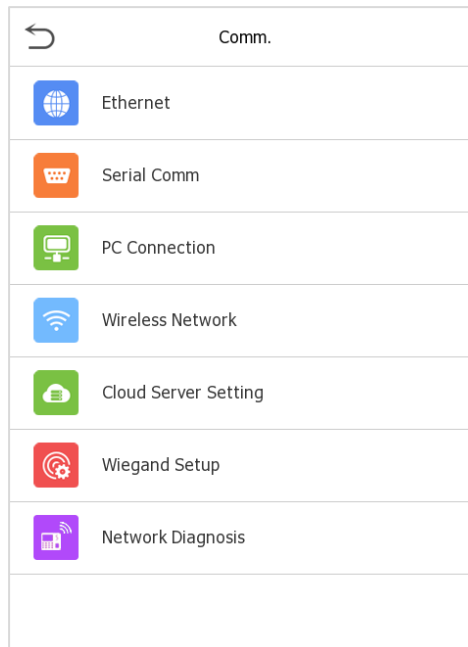 Comm.
Ethernet
Serial Comm
PC Connection
Wireless Network
Cloud Server Setting
Wiegand Setup
Network Diagnosis